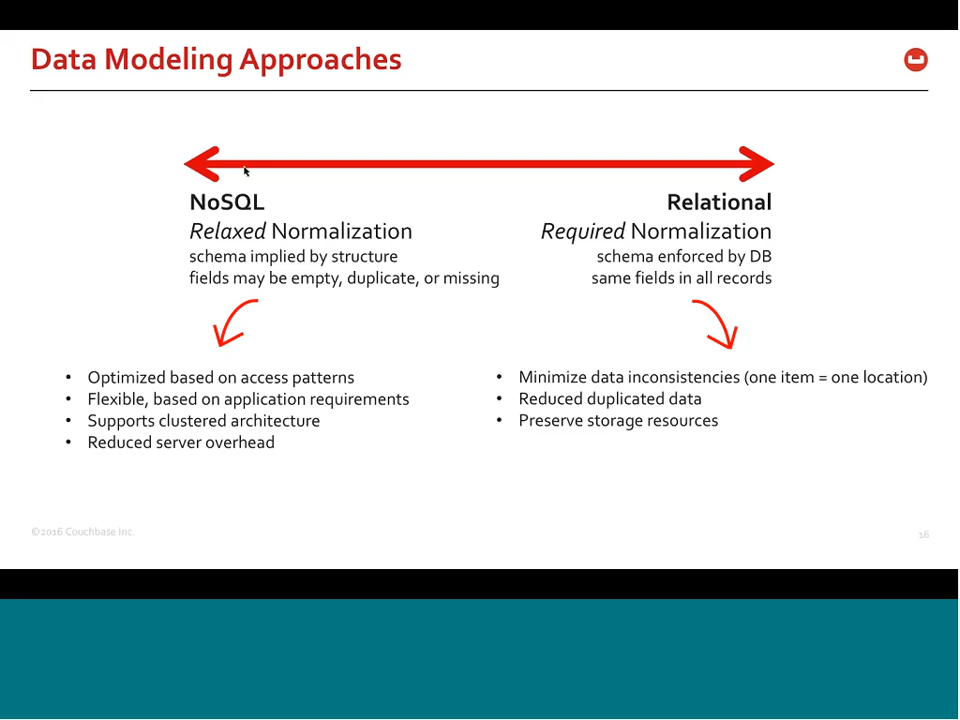 Data Modeling Approaches
NoSQL
Relaxed Normalization
schema implied by structure
fields may be empty, duplicate, or missing
Relational
Required Normalization
schema enforced by DB
same fields in all records
• Optimized based on access patterns
• Flexible, based on application requirements
• Supports clustered architecture
• Reduced server overhead
• Minimize data inconsistencies (one item = one location)
• Reduced duplicated data
• Preserve storage resources
©2016 Couchbase Inc.
16